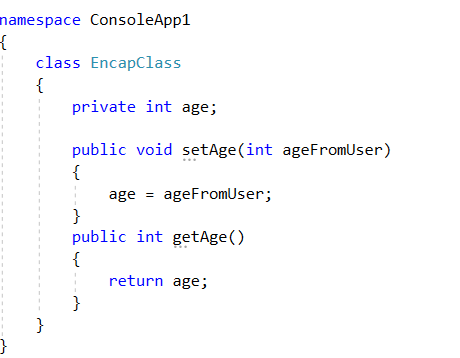 namespace ConsoleApp1
{
    class EncapClass
    {
        private int age;

        public void setAge(int ageFromUser)
        {
            age = ageFromUser;
        }
        public int getAge()
        {
            return age;
        }
    }
}